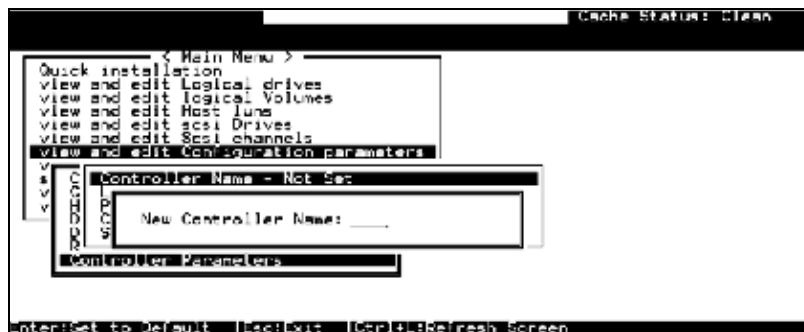 Cache Status: Clean
< Main Menu >
Quick installation
view and edit Logical drives
view and edit logical Volumes
view and edit Host luns
view and edit scsi Drives
view and edit Scsi channels
view and edit Configuration parameters
v
s C Controller Name - Not Set
v C L
v H P
D C New Controller Name: ____
D S
R
Controller Parameters
Enter:Set to Default |Esc:Exit |Ctrl+L:Refresh Screen